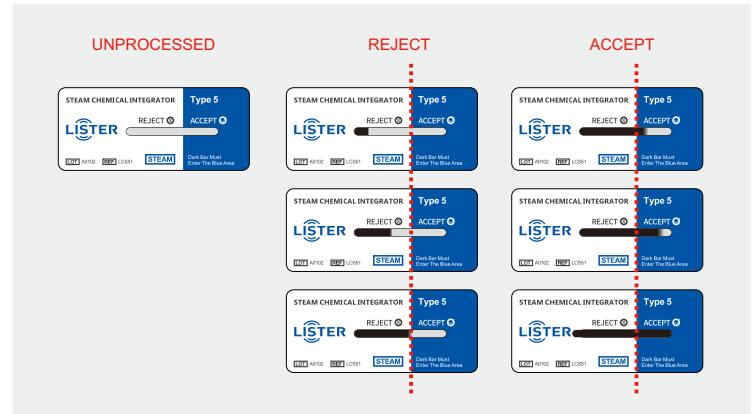 UNPROCESSED
REJECT
ACCEPT
STEAM CHEMICAL INTEGRATOR Type 5
REJECT ACCEPT
LISTER
LOT A0102 REF LCS51 STEAM
Dark Bar Must
Enter The Blue Area
STEAM CHEMICAL INTEGRATOR Type 5
REJECT ACCEPT
LISTER
LOT A0102 REF LCS51 STEAM
Dark Bar Must
Enter The Blue Area
STEAM CHEMICAL INTEGRATOR Type 5
REJECT ACCEPT
LISTER
LOT A0102 REF LCS51 STEAM
Dark Bar Must
Enter The Blue Area
STEAM CHEMICAL INTEGRATOR Type 5
REJECT ACCEPT
LISTER
LOT A0102 REF LCS51 STEAM
Dark Bar Must
Enter The Blue Area
STEAM CHEMICAL INTEGRATOR Type 5
REJECT ACCEPT
LISTER
LOT A0102 REF LCS51 STEAM
Dark Bar Must
Enter The Blue Area
STEAM CHEMICAL INTEGRATOR Type 5
REJECT ACCEPT
LISTER
LOT A0102 REF LCS51 STEAM
Dark Bar Must
Enter The Blue Area
STEAM CHEMICAL INTEGRATOR Type 5
REJECT ACCEPT
LISTER
LOT A0102 REF LCS51 STEAM
Dark Bar Must
Enter The Blue Area